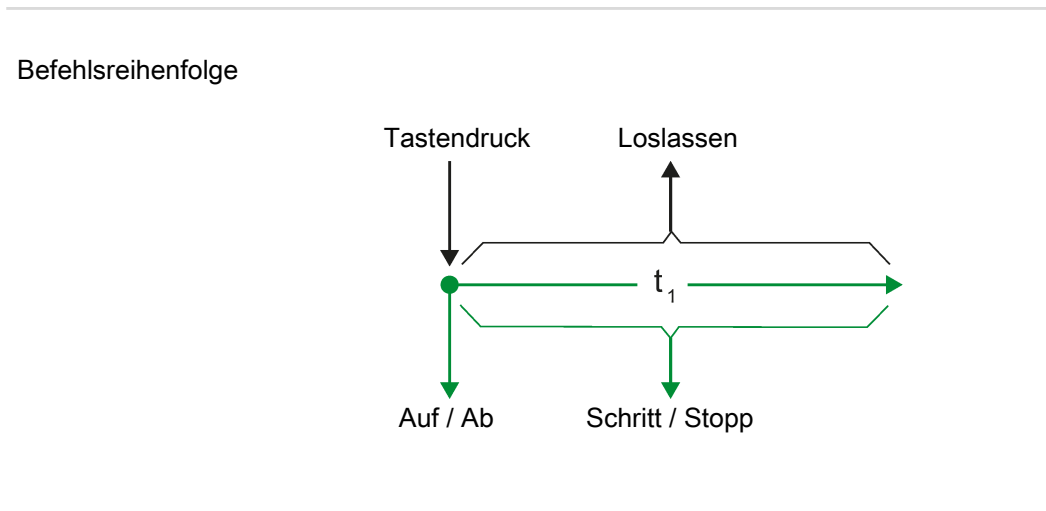 Befehlsreihenfolge
Tastendruck Loslassen
t₁
Auf / Ab Schritt / Stopp